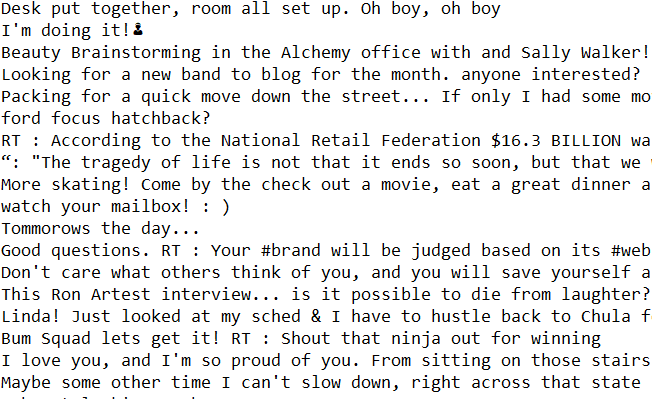 Desk put together, room all set up. Oh boy, oh boy
I'm doing it!
Beauty Brainstorming in the Alchemy office with and Sally Walker!
Looking for a new band to blog for the month. anyone interested?
Packing for a quick move down the street... If only I had some mo
ford focus hatchback?
RT : According to the National Retail Federation $16.3 BILLION wa
“: "The tragedy of life is not that it ends so soon, but that we
More skating! Come by the check out a movie, eat a great dinner a
watch your mailbox! : )
Tommorows the day...
Good questions. RT : Your #brand will be judged based on its #web
Don't care what others think of you, and you will save yourself a
This Ron Artest interview... is it possible to die from laughter?
Linda! Just looked at my sched & I have to hustle back to Chula f
Bum Squad lets get it! RT : Shout that ninja out for winning
I love you, and I'm so proud of you. From sitting on those stairs
Maybe some other time I can't slow down, right across that state